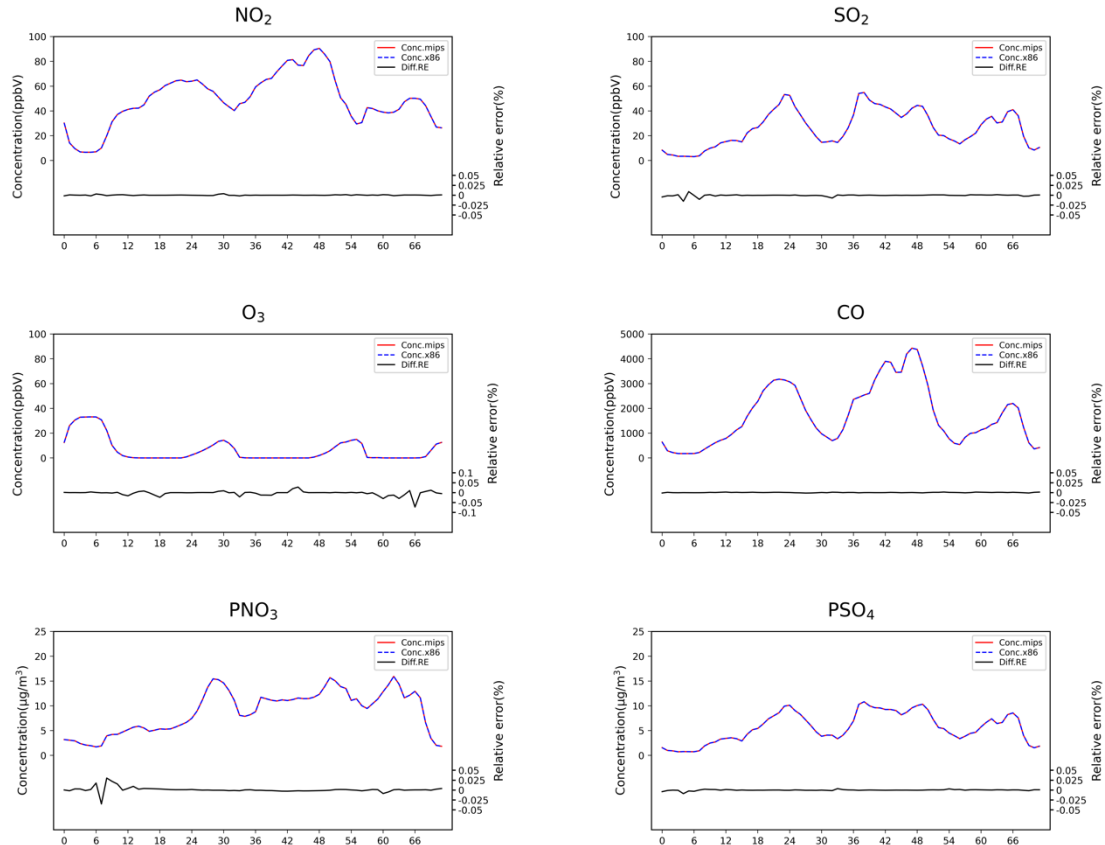 NO₂
Concentration(ppbV)
100
80
60
40
20
0
Conc.mips
Conc.x86
Diff.RE
Relative error(%)
0.05
0.025
0
-0.025
-0.05
0 6 12 18 24 30 36 42 48 54 60 66
SO₂
Concentration(ppbV)
100
80
60
40
20
0
Conc.mips
Conc.x86
Diff.RE
Relative error(%)
0.05
0.025
0
-0.025
-0.05
0 6 12 18 24 30 36 42 48 54 60 66
O₃
Concentration(ppbV)
100
80
60
40
20
0
Conc.mips
Conc.x86
Diff.RE
Relative error(%)
0.1
0.05
0
-0.05
-0.1
0 6 12 18 24 30 36 42 48 54 60 66
CO
Concentration(ppbV)
5000
4000
3000
2000
1000
0
Conc.mips
Conc.x86
Diff.RE
Relative error(%)
0.05
0.025
0
-0.025
-0.05
0 6 12 18 24 30 36 42 48 54 60 66
PNO₃
Concentration(μg/m³)
25
20
15
10
5
0
Conc.mips
Conc.x86
Diff.RE
Relative error(%)
0.05
0.025
0
-0.025
-0.05
0 6 12 18 24 30 36 42 48 54 60 66
PSO₄
Concentration(μg/m³)
25
20
15
10
5
0
Conc.mips
Conc.x86
Diff.RE
Relative error(%)
0.05
0.025
0
-0.025
-0.05
0 6 12 18 24 30 36 42 48 54 60 66